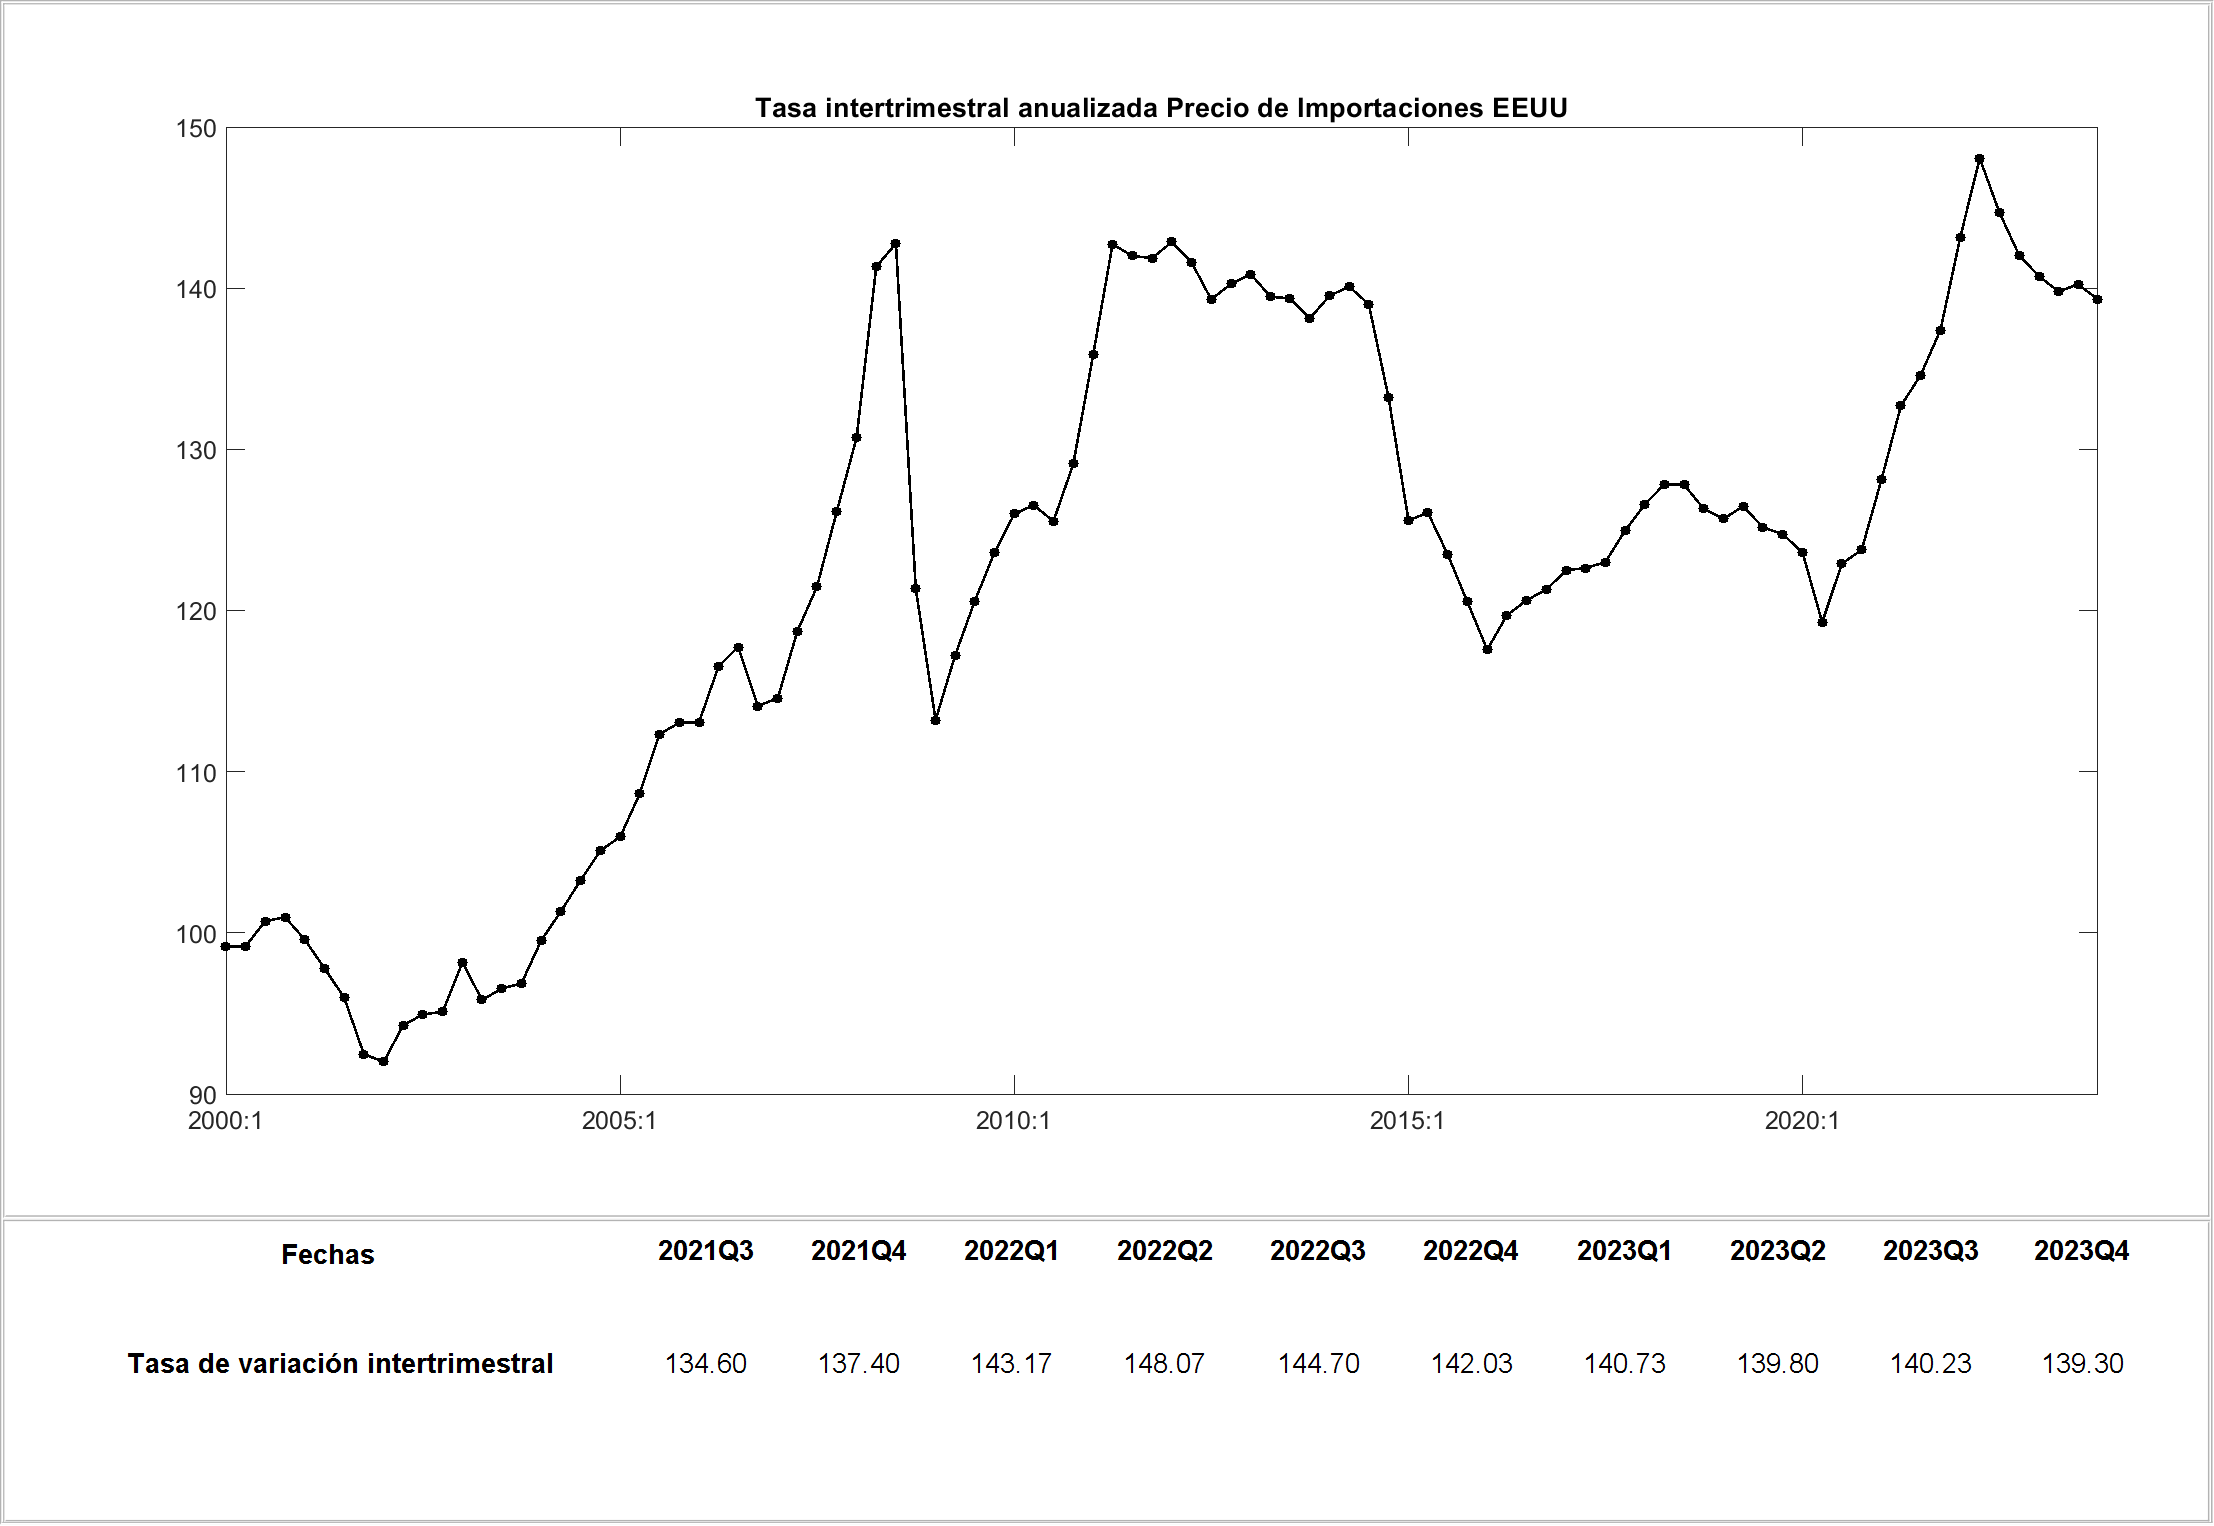 Tasa intertrimestral anualizada Precio de Importaciones EEUU
150
140
130
120
110
100
90
2000:1 2005:1 2010:1 2015:1 2020:1
Fechas 2021Q3 2021Q4 2022Q1 2022Q2 2022Q3 2022Q4 2023Q1 2023Q2 2023Q3 2023Q4
Tasa de variación intertrimestral 134.60 137.40 143.17 148.07 144.70 142.03 140.73 139.80 140.23 139.30